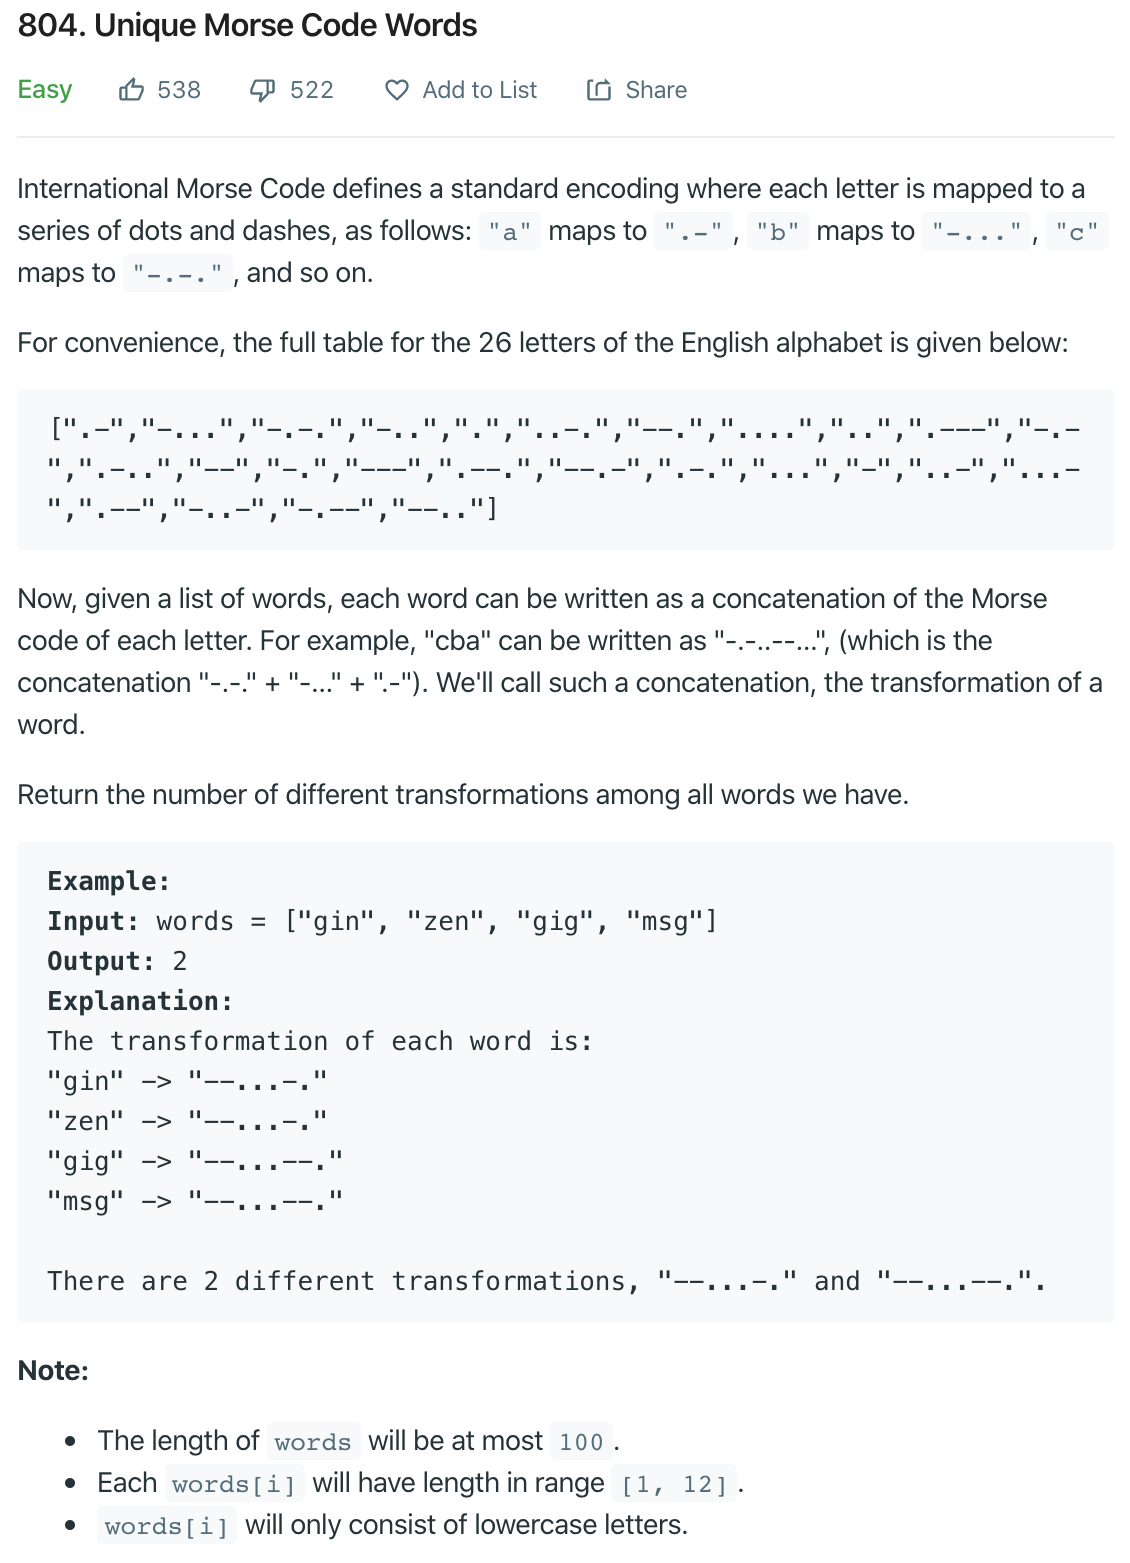 804. Unique Morse Code Words
Easy 538 522 Add to List Share
International Morse Code defines a standard encoding where each letter is mapped to a
series of dots and dashes, as follows: "a" maps to ".-", "b" maps to "-...", "c"
maps to "-.-.", and so on.
For convenience, the full table for the 26 letters of the English alphabet is given below:
[".-","-...","-.-.","-..",".","..-.","--.","....","..",".---","-.-
",".-..","--","-.","---",".--.","--.-",".-.","...","-","..-","...-
",".--","-..-","-.--","--.."]
Now, given a list of words, each word can be written as a concatenation of the Morse
code of each letter. For example, "cba" can be written as "-.-..--...", (which is the
concatenation "-.-." + "-..." + ".-"). We'll call such a concatenation, the transformation of a
word.
Return the number of different transformations among all words we have.
Example:
Input: words = ["gin", "zen", "gig", "msg"]
Output: 2
Explanation:
The transformation of each word is:
"gin" -> "--...-."
"zen" -> "--...-."
"gig" -> "--...--."
"msg" -> "--...--."
There are 2 different transformations, "--...-." and "--...--.".
Note:
• The length of words will be at most 100.
• Each words[i] will have length in range [1, 12].
• words[i] will only consist of lowercase letters.